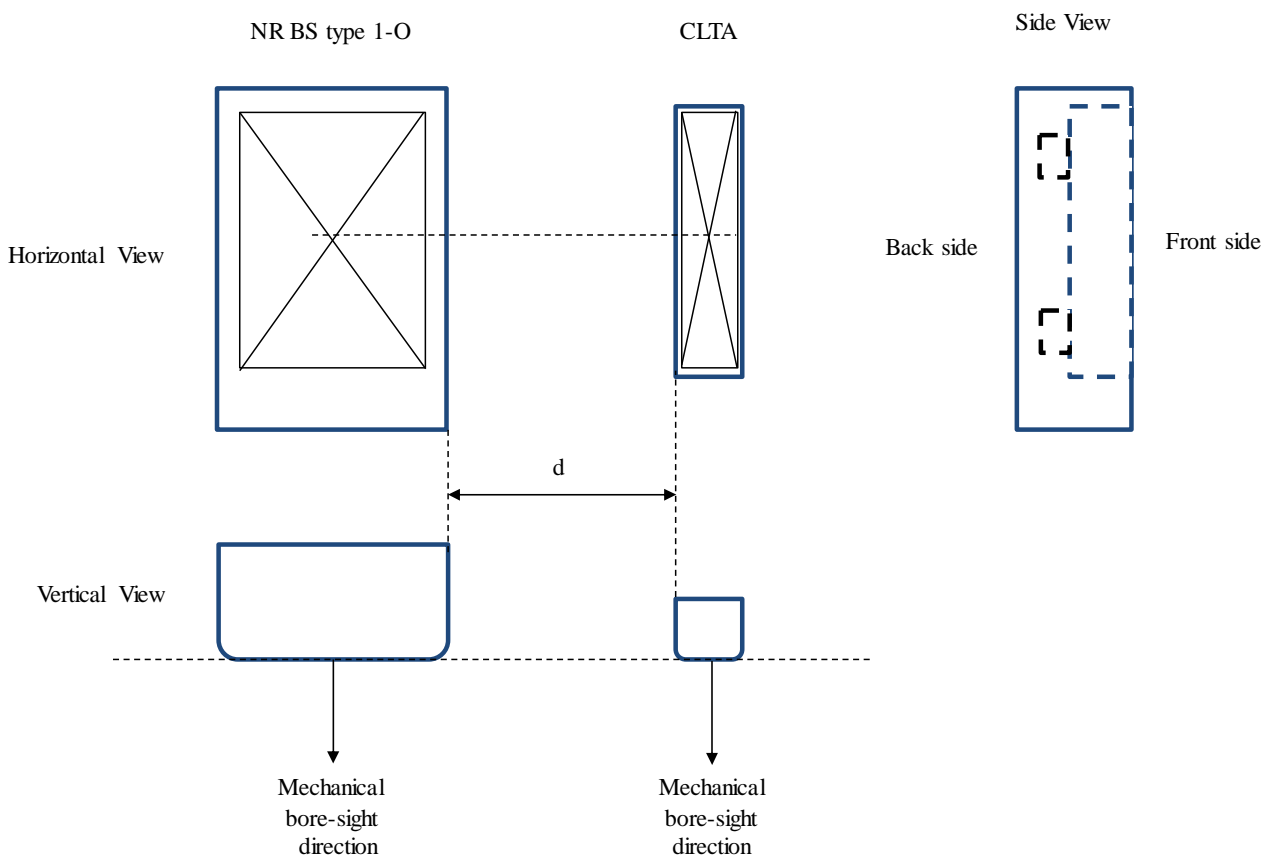 NR BS type 1-O
CLTA
Side View
Horizontal View
Back side
Front side
d
Vertical View
Mechanical
bore-sight
direction
Mechanical
bore-sight
direction